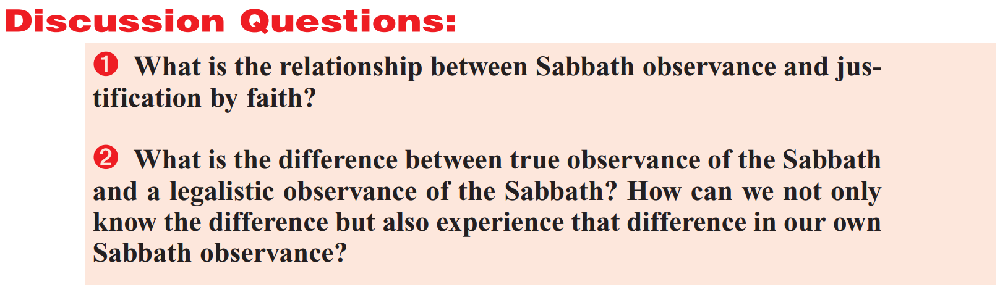 Discussion Questions:
❶ What is the relationship between Sabbath observance and jus-
tification by faith?
❷ What is the difference between true observance of the Sabbath
and a legalistic observance of the Sabbath? How can we not only
know the difference but also experience that difference in our own
Sabbath observance?